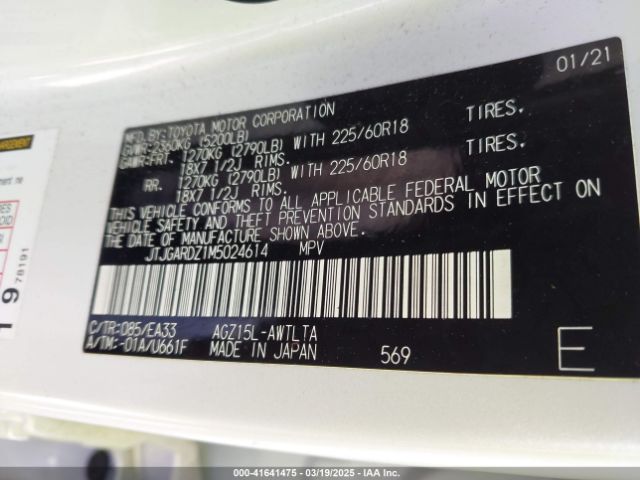 01/21
MFD.BY:TOYOTA MOTOR CORPORATION
GVWR:2360KG (5200LB)
GAWR:FRT. 1270KG (2790LB) WITH 225/60R18 TIRES.
18X7 1/2J RIMS.
RR. 1270KG (2790LB) WITH 225/60R18 TIRES.
18X7 1/2J RIMS.
THIS VEHICLE CONFORMS TO ALL APPLICABLE FEDERAL MOTOR
VEHICLE SAFETY AND THEFT PREVENTION STANDARDS IN EFFECT ON
THE DATE OF MANUFACTURE SHOWN ABOVE.
JTJGARDZ1M5024614 MPV
C/TR:085/EA33 AGZ15L-AWTLTA
A/TM:-01A/U661F MADE IN JAPAN 569 E
78191
000-41641475 - 03/19/2025 - IAA Inc.